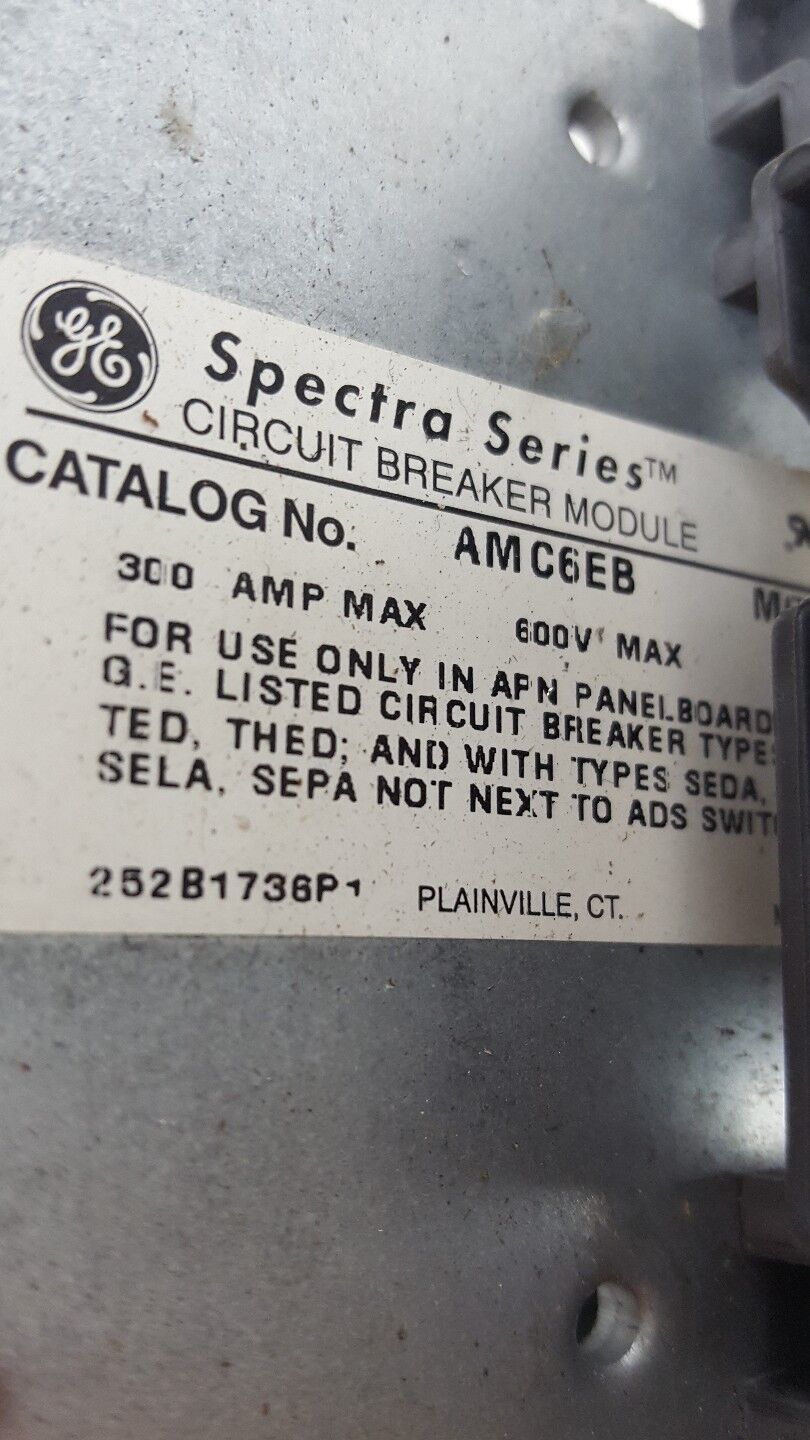 GE
Spectra Series™
CIRCUIT BREAKER MODULE
CATALOG No. AMC6EB
300 AMP MAX 600V MAX
FOR USE ONLY IN APN PANELBOARD
G.E. LISTED CIRCUIT BREAKER TYPE
TED, THED; AND WITH TYPES SEDA,
SELA, SEPA NOT NEXT TO ADS SWIT
252B1736P1 PLAINVILLE, CT.